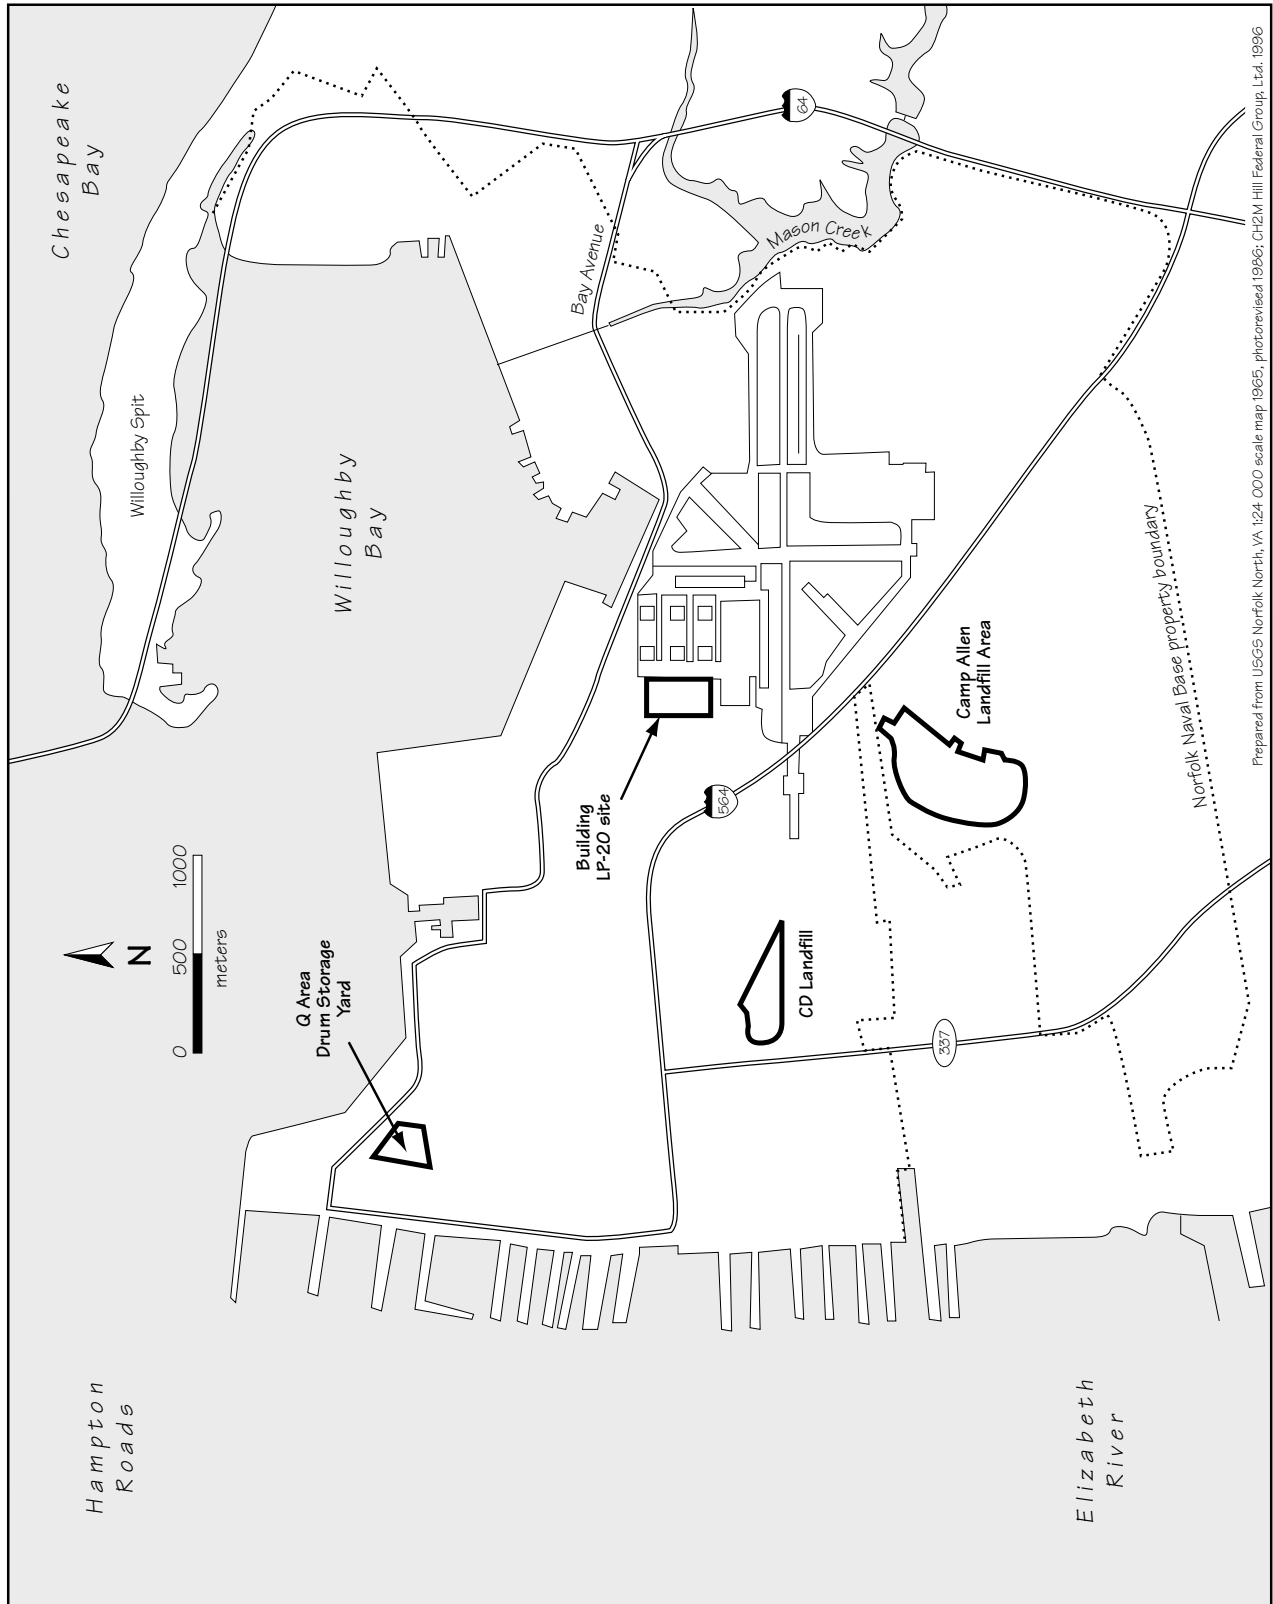 Chesapeake
Bay
Willoughby Spit
Willoughby
Bay
Bay Avenue
Mason Creek
64
N
0 500 1000
meters
Q Area
Drum Storage
Yard
Building
LP-20 site
564
CD Landfill
Camp Allen
Landfill Area
Norfolk Naval Base property boundary
337
Hampton
Roads
Elizabeth
River
Prepared from USGS Norfolk North, VA 1:24 000 scale map 1965, photorevised 1986; CH2M Hill Federal Group, Ltd. 1996